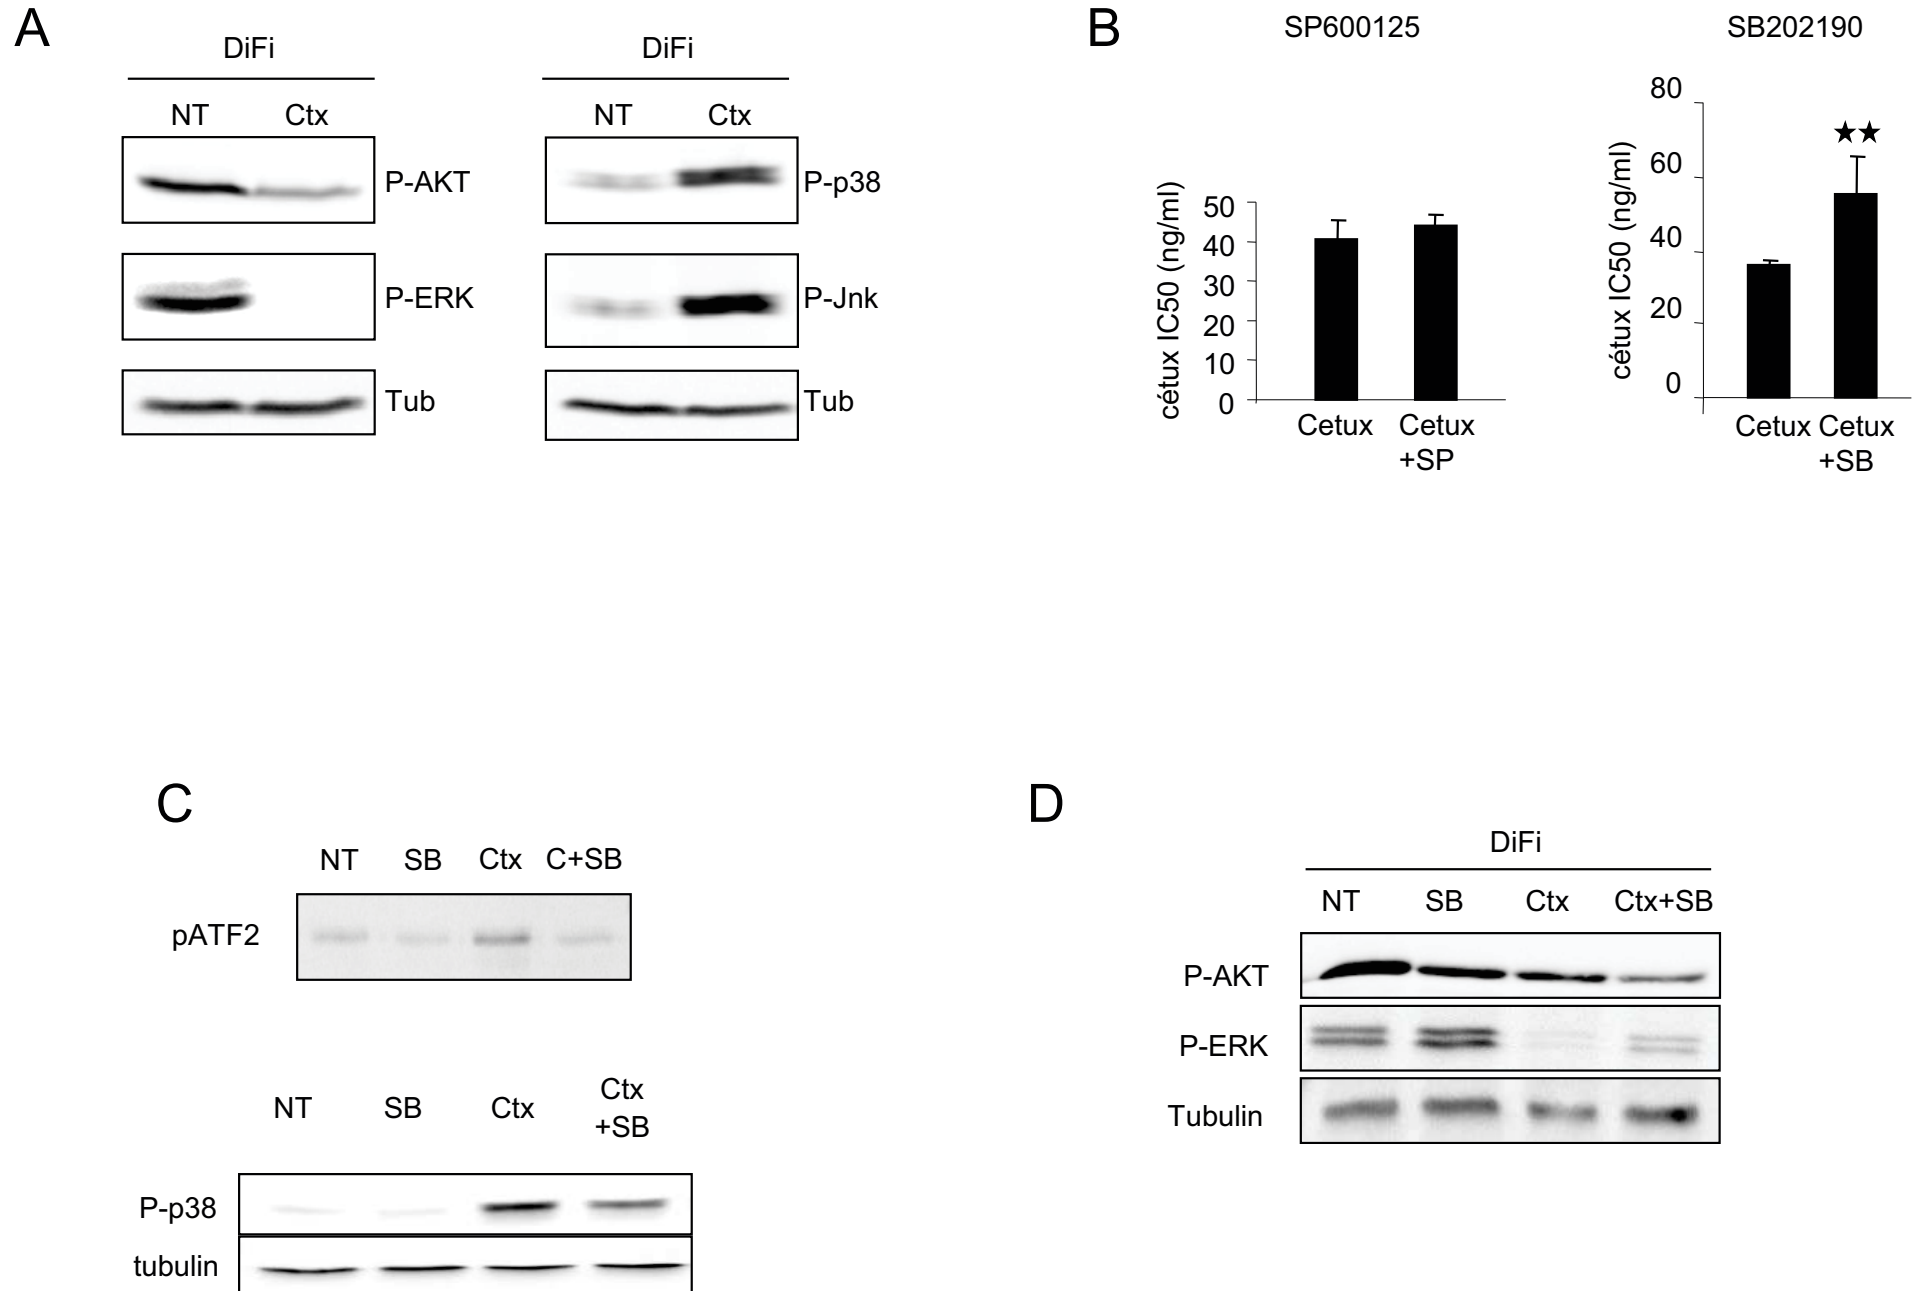 A
DiFi
NT Ctx
P-AKT
P-ERK
Tub
DiFi
NT Ctx
P-p38
P-Jnk
Tub
B
SP600125
cétux IC50 (ng/ml)
50
40
30
20
10
0
Cetux Cetux
+SP
SB202190
★★
cétux IC50 (ng/ml)
80
60
40
20
0
Cetux Cetux
+SB
C
NT SB Ctx C+SB
pATF2
NT SB Ctx Ctx
+SB
P-p38
tubulin
D
DiFi
NT SB Ctx Ctx+SB
P-AKT
P-ERK
Tubulin